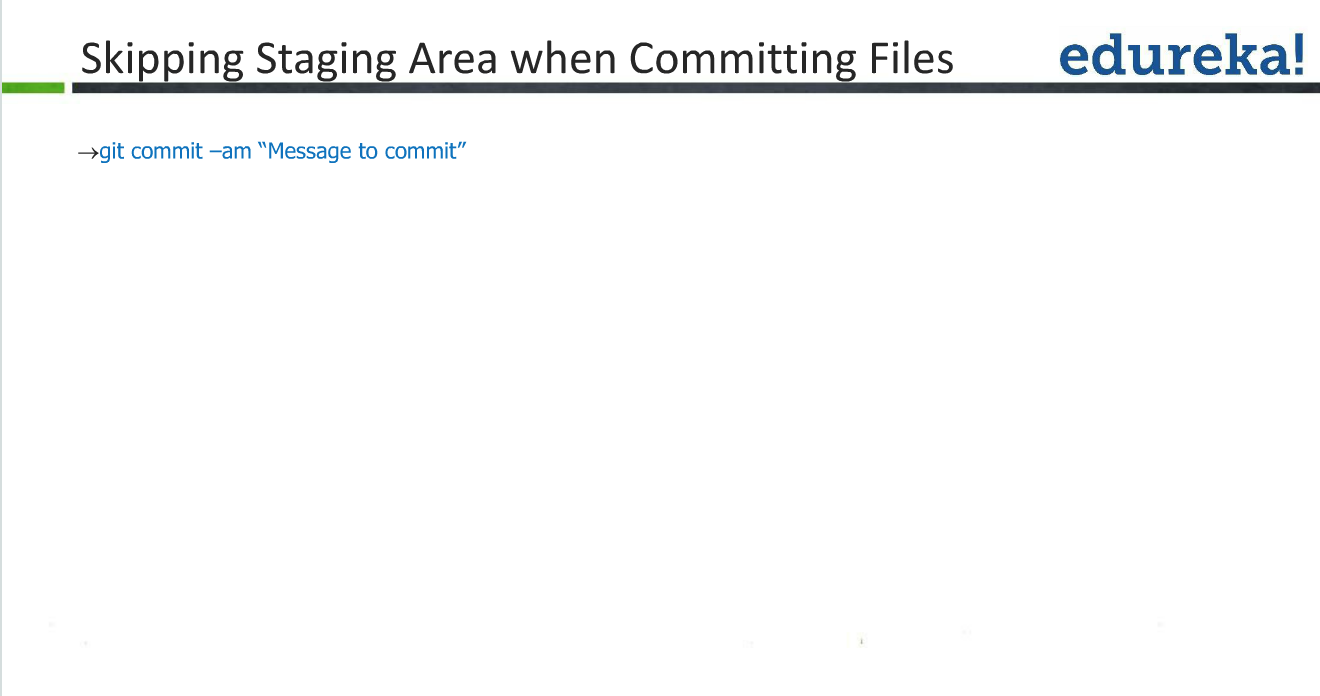 Skipping Staging Area when Committing Files
edureka!
→git commit –am “Message to commit”